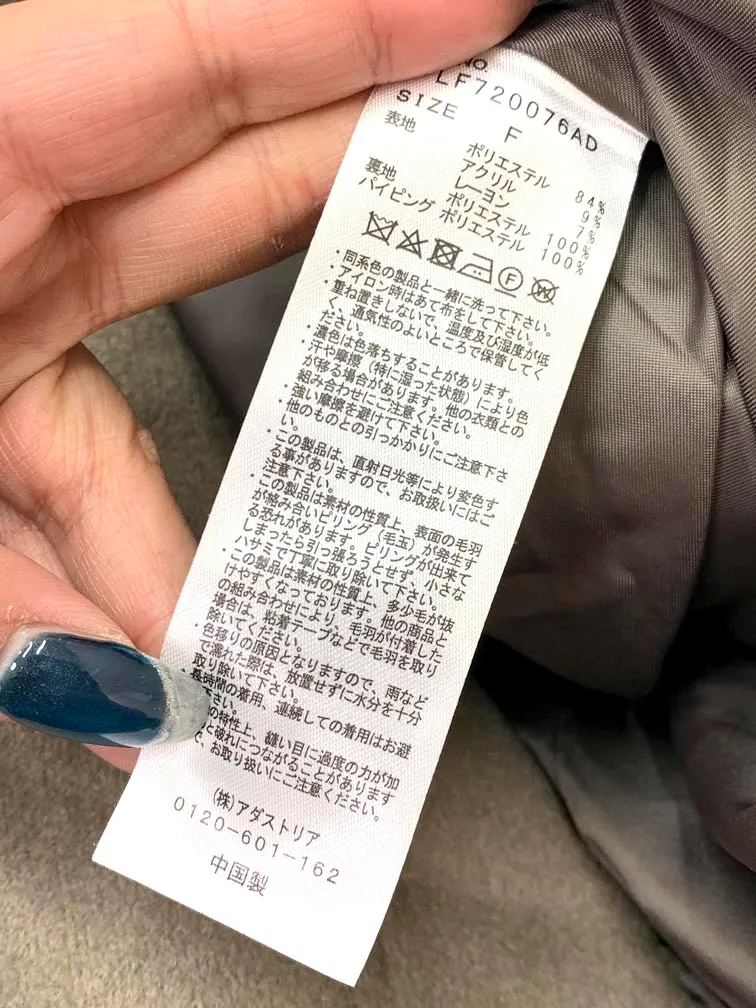 NO.
LF720076AD
SIZE F
表地 ポリエステル 84%
アクリル 9%
レーヨン 7%
裏地 ポリエステル 100%
パイピング ポリエステル 100%
F
W
・同系色の製品と一緒に洗って下さい。
・アイロン時はあて布をして下さい。
・重ね置きしないで、温度及び湿度が低
く、通気性のよいところで保管してく
ださい。
・濃色は色落ちすることがあります。
・汗や摩擦（特に湿った状態）により色
が移る場合があります。他の衣類との
組み合わせにご注意ください。
・強い摩擦を避けて下さい。
・他のものとの引っかかりにご注意下さ
い。
・この製品は、直射日光等により変色す
る事がありますので、お取扱いにはご
注意下さい。
・この製品は素材の性質上、表面の毛羽
が絡み合いピリング（毛玉）が発生す
る恐れがあります。ピリングが出来て
しまったら引っ張ろうとせず、小さな
ハサミで丁寧に取り除いて下さい。
・この製品は素材の性質上、多少毛が抜
けやすくなっております。他の商品と
の組み合わせにより、毛羽が付着した
場合は、粘着テープなどで毛羽を取り
除いてください。
・色移りの原因となりますので、雨など
で濡れた際は、放置せずに水分を十分
取り除いて下さい。
・長時間の着用、連続しての着用はお避
下さい。
の特性上、縫い目に過度の力が加
と破れにつながることがあります
で、お取り扱いにご注意ください。
(株)アダストリア
0120-601-162
中国製